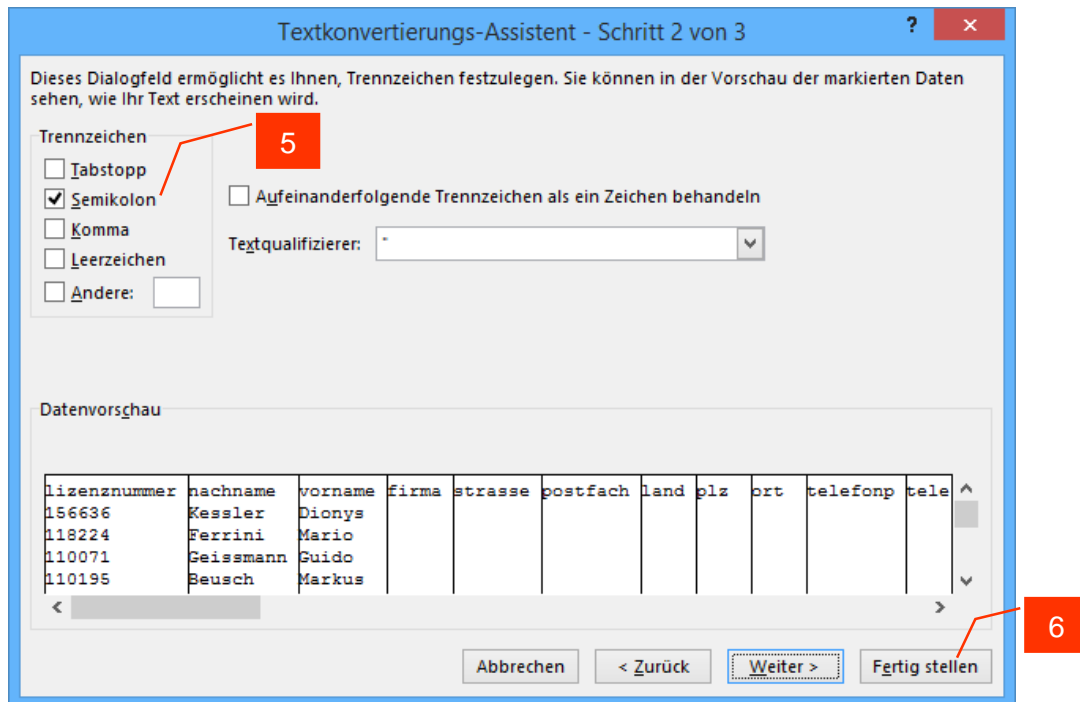 Textkonvertierungs-Assistent - Schritt 2 von 3
?
×
Dieses Dialogfeld ermöglicht es Ihnen, Trennzeichen festzulegen. Sie können in der Vorschau der markierten Daten
sehen, wie Ihr Text erscheinen wird.
Trennzeichen
5
Tabstopp
Semikolon
Aufeinanderfolgende Trennzeichen als ein Zeichen behandeln
Komma
Textqualifizierer: "
Leerzeichen
Andere:
Datenvorschau
lizenznummer nachname vorname firma strasse postfach land plz ort telefonp tele
156636 Kessler Dionys
118224 Ferrini Mario
110071 Geissmann Guido
110195 Beusch Markus
6
Abbrechen < Zurück Weiter > Fertig stellen